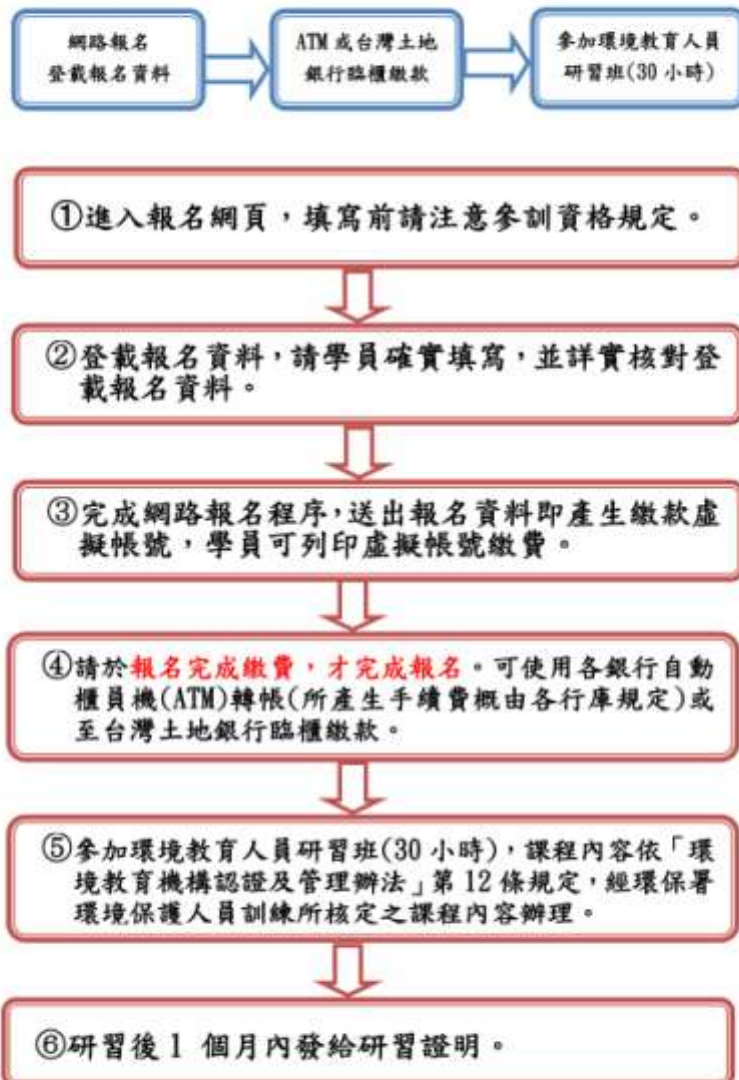 網路報名
登載報名資料
ATM 或台灣土地
銀行臨櫃繳款
參加環境教育人員
研習班(30 小時)
①進入報名網頁，填寫前請注意參訓資格規定。
②登載報名資料，請學員確實填寫，並詳實核對登
載報名資料。
③完成網路報名程序，送出報名資料即產生繳款虛
擬帳號，學員可列印虛擬帳號繳費。
④請於報名完成繳費，才完成報名。可使用各銀行自動
櫃員機(ATM)轉帳(所產生手續費概由各行庫規定)或
至台灣土地銀行臨櫃繳款。
⑤參加環境教育人員研習班(30 小時)，課程內容依「環
境教育機構認證及管理辦法」第 12 條規定，經環保署
環境保護人員訓練所核定之課程內容辦理。
⑥研習後 1 個月內發給研習證明。